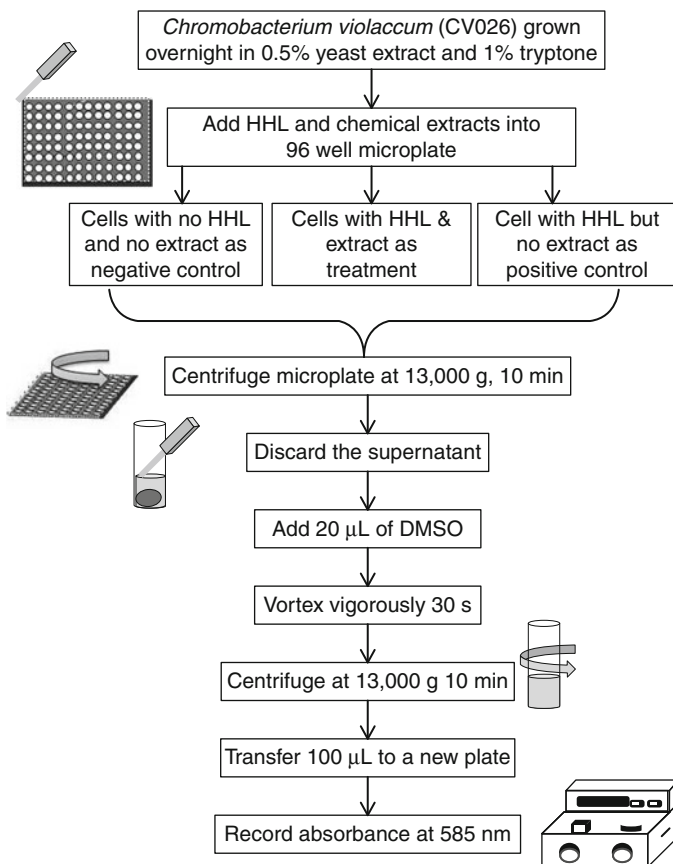 Chromobacterium violaccum (CV026) grown
overnight in 0.5% yeast extract and 1% tryptone
Add HHL and chemical extracts into
96 well microplate
Cells with no HHL
and no extract as
negative control
Cells with HHL &
extract as
treatment
Cell with HHL but
no extract as
positive control
Centrifuge microplate at 13,000 g, 10 min
Discard the supernatant
Add 20 μL of DMSO
Vortex vigorously 30 s
Centrifuge at 13,000 g 10 min
Transfer 100 μL to a new plate
Record absorbance at 585 nm